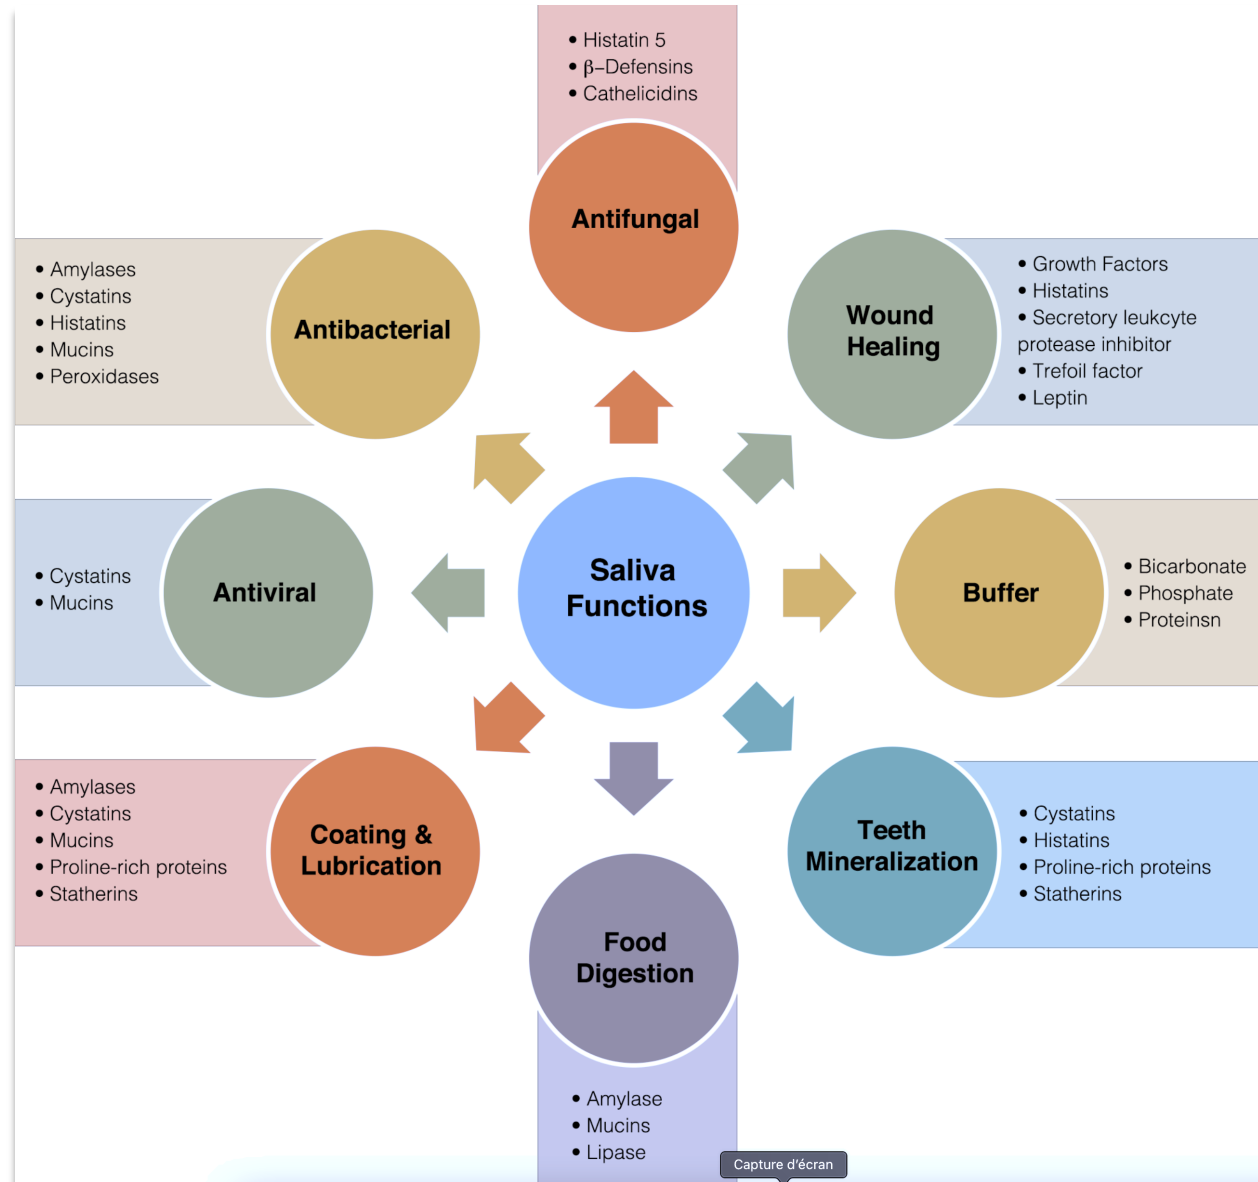 • Histatin 5
• β–Defensins
• Cathelicidins
Antifungal
• Amylases
• Cystatins
• Histatins
• Mucins
• Peroxidases
Antibacterial
Wound
Healing
• Growth Factors
• Histatins
• Secretory leukcyte
protease inhibitor
• Trefoil factor
• Leptin
• Cystatins
• Mucins
Antiviral
Saliva
Functions
Buffer
• Bicarbonate
• Phosphate
• Proteinsn
• Amylases
• Cystatins
• Mucins
• Proline-rich proteins
• Statherins
Coating &
Lubrication
Teeth
Mineralization
• Cystatins
• Histatins
• Proline-rich proteins
• Statherins
Food
Digestion
• Amylase
• Mucins
• Lipase
Capture d’écran